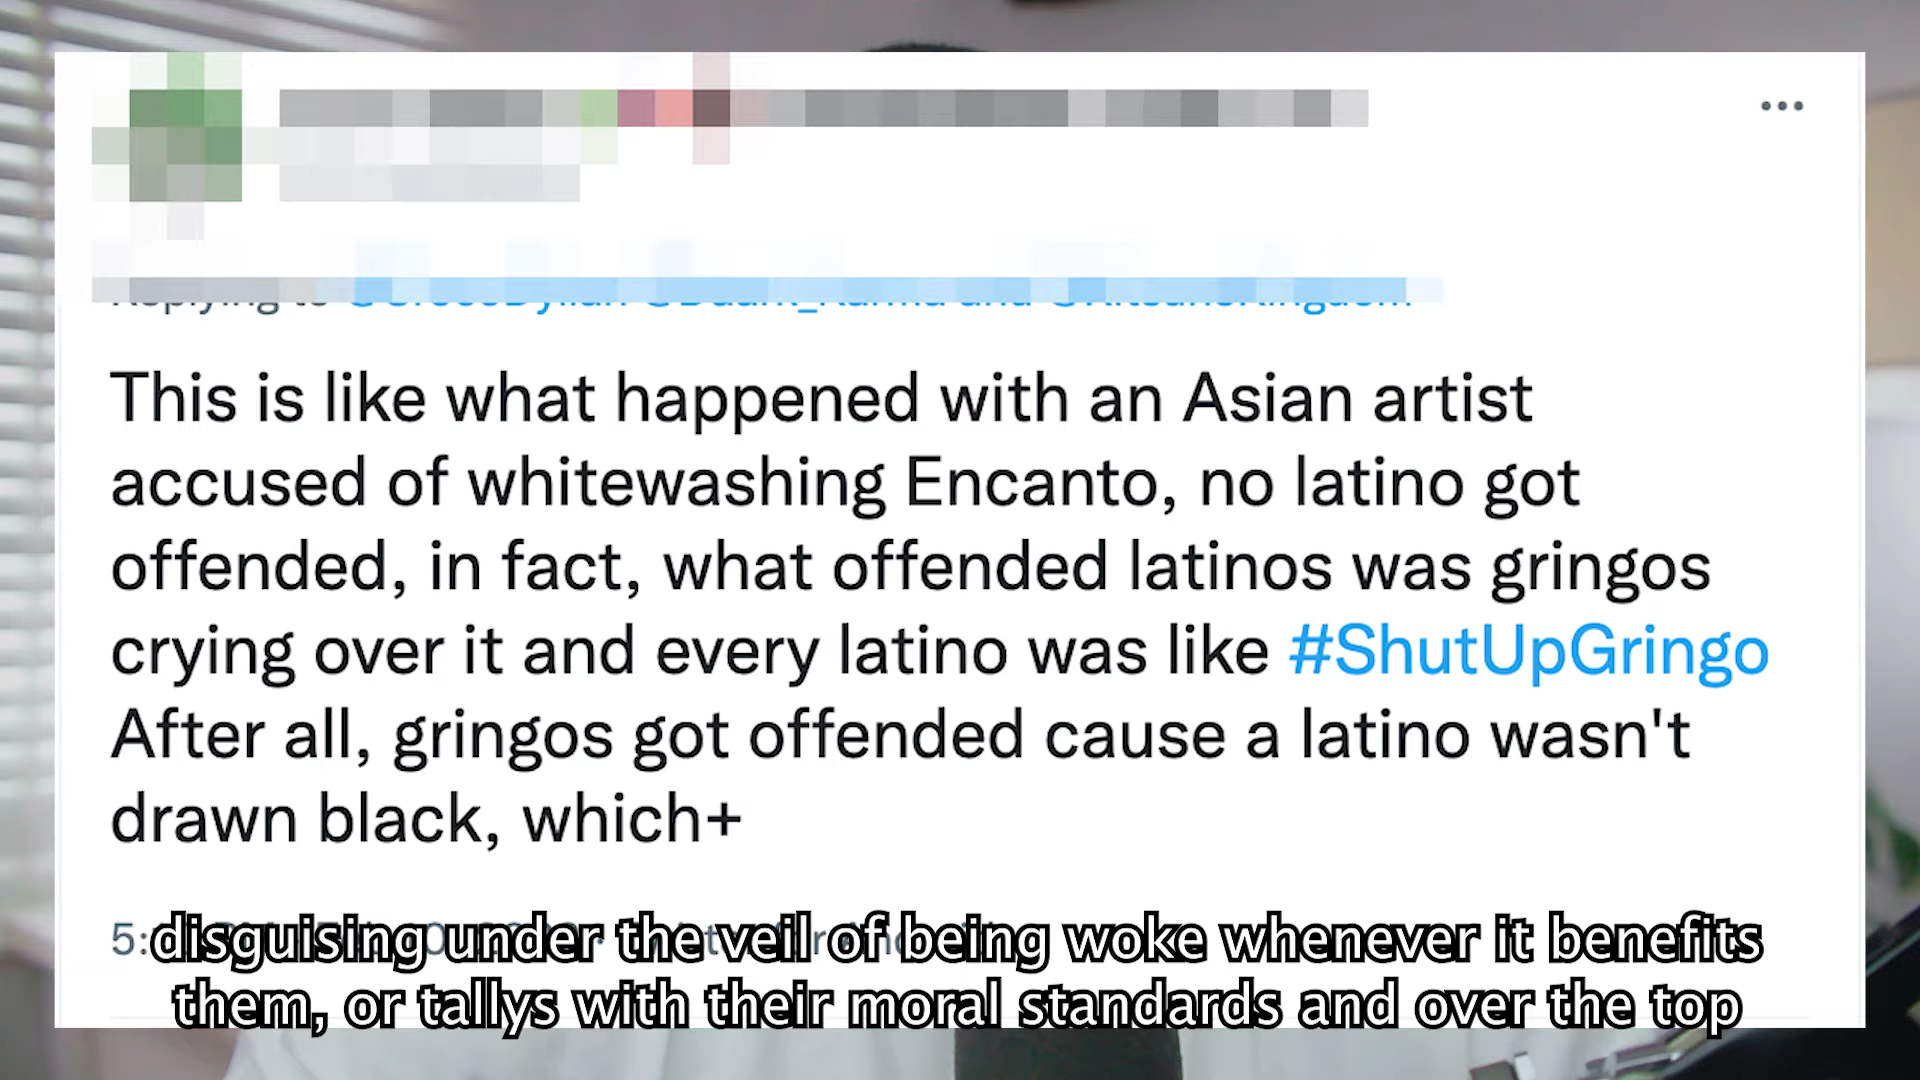 Replying to and
This is like what happened with an Asian artist
accused of whitewashing Encanto, no latino got
offended, in fact, what offended latinos was gringos
crying over it and every latino was like #ShutUpGringo
After all, gringos got offended cause a latino wasn't
drawn black, which+
disguising under the veil of being woke whenever it benefits
them, or tallys with their moral standards and over the top